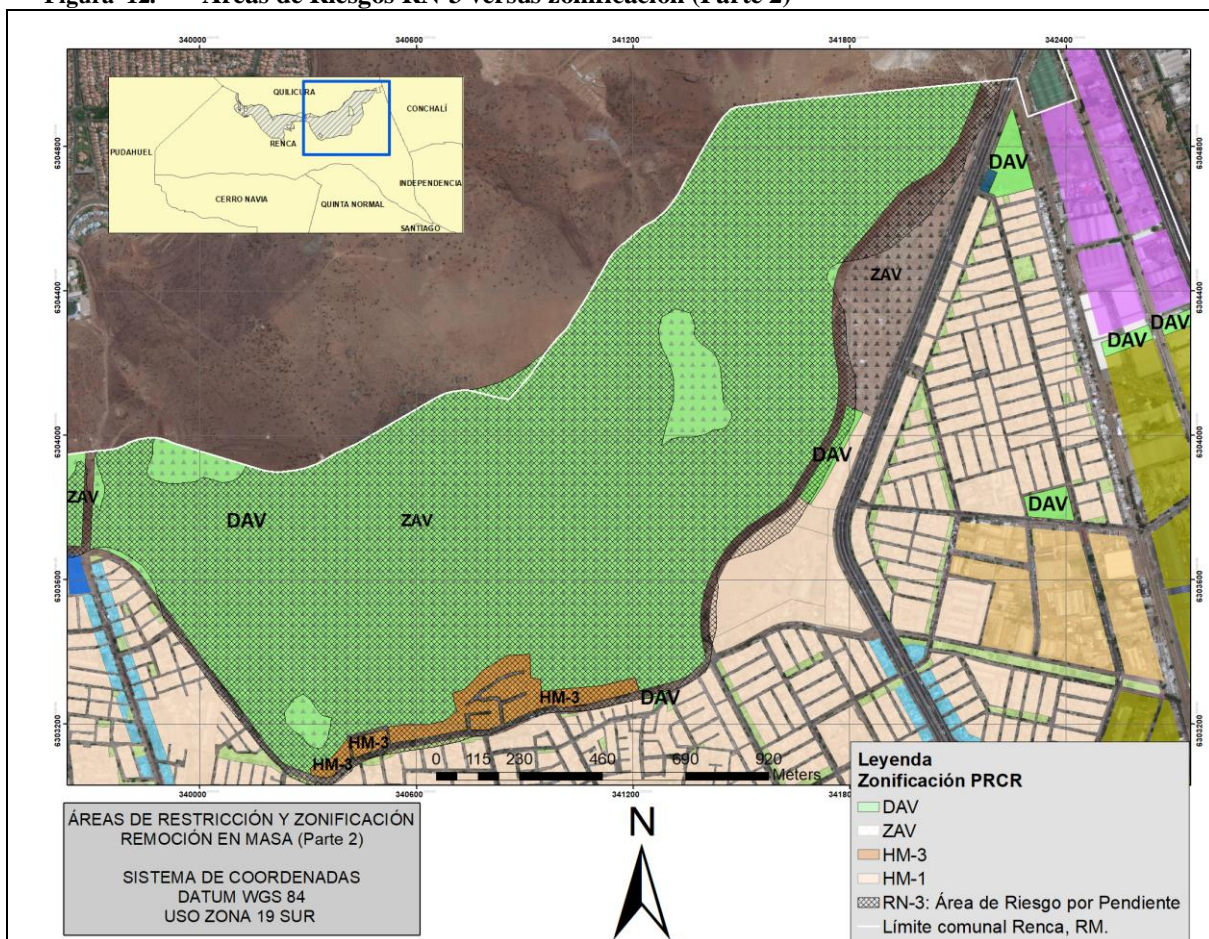 Figura 12. Áreas de Riesgos RN-3 versus zonificación (Parte 2)
340000
340600
341200
341800
342400
6304800
6304400
6304000
6303600
6303200
6304800
6304400
6304000
6303600
6303200
QUILICURA
CONCHALÍ
RENCA
PUDAHUEL
INDEPENDENCIA
CERRO NAVIA
QUINTA NORMAL
SANTIAGO
DAV
ZAV
DAV
DAV
DAV
ZAV
DAV
ZAV
DAV
HM-3
DAV
HM-3
HM-3
0 115 230 460 690 920
Meters
340000
340600
341200
341800
ÁREAS DE RESTRICCIÓN Y ZONIFICACIÓN
REMOCIÓN EN MASA (Parte 2)
SISTEMA DE COORDENADAS
DATUM WGS 84
USO ZONA 19 SUR
N
Leyenda
Zonificación PRCR
DAV
ZAV
HM-3
HM-1
RN-3: Área de Riesgo por Pendiente
Límite comunal Renca, RM.